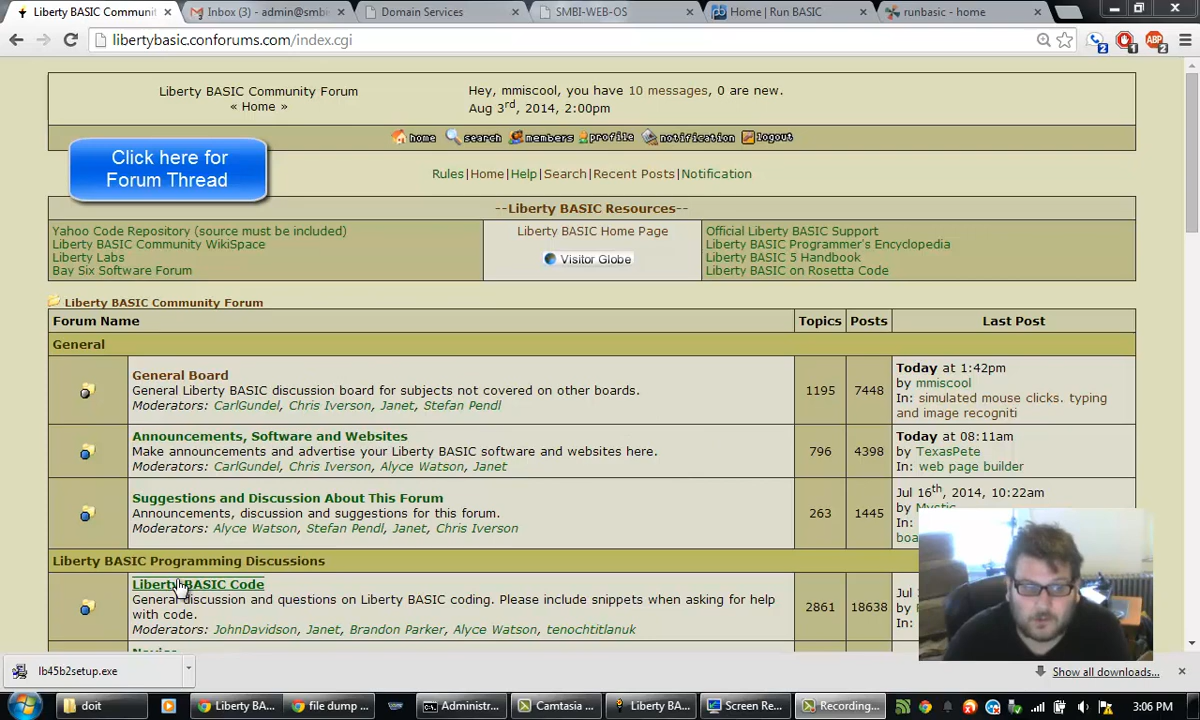 Liberty BASIC Communi
Inbox (3) - admin@smbi
Domain Services
SMBI-WEB-OS
Home | Run BASIC
runbasic - home
libertybasic.conforums.com/index.cgi
Liberty BASIC Community Forum
« Home »
Hey, mmiscool, you have 10 messages, 0 are new.
Aug 3rd, 2014, 2:00pm
home search members profile notification logout
Click here for
Forum Thread
Rules|Home|Help|Search|Recent Posts|Notification
--Liberty BASIC Resources--
Yahoo Code Repository (source must be included)
Liberty BASIC Community WikiSpace
Liberty Labs
Bay Six Software Forum
Liberty BASIC Home Page
Visitor Globe
Official Liberty BASIC Support
Liberty BASIC Programmer's Encyclopedia
Liberty BASIC 5 Handbook
Liberty BASIC on Rosetta Code
Liberty BASIC Community Forum
Forum Name Topics Posts Last Post
General
General Board
General Liberty BASIC discussion board for subjects not covered on other boards.
Moderators: CarlGundel, Chris Iverson, Janet, Stefan Pendl
1195 7448
Today at 1:42pm
by mmiscool
In: simulated mouse clicks. typing
and image recogniti
Announcements, Software and Websites
Make announcements and advertise your Liberty BASIC software and websites here.
Moderators: CarlGundel, Chris Iverson, Alyce Watson, Janet
796 4398
Today at 08:11am
by TexasPete
In: web page builder
Suggestions and Discussion About This Forum
Announcements, discussion and suggestions for this forum.
Moderators: Alyce Watson, Stefan Pendl, Janet, Chris Iverson
263 1445
Jul 16th, 2014, 10:22am
by Mystic
In:
boa
Liberty BASIC Programming Discussions
Liberty BASIC Code
General discussion and questions on Liberty BASIC coding. Please include snippets when asking for help
with code.
Moderators: JohnDavidson, Janet, Brandon Parker, Alyce Watson, tenochtitlanuk
2861 18638
Jul
In:
Novice
lb45b2setup.exe
Show all downloads...
doit
Liberty BA...
file dump ...
Administr...
Camtasia ...
Liberty BA...
Screen Re...
Recording...
3:06 PM